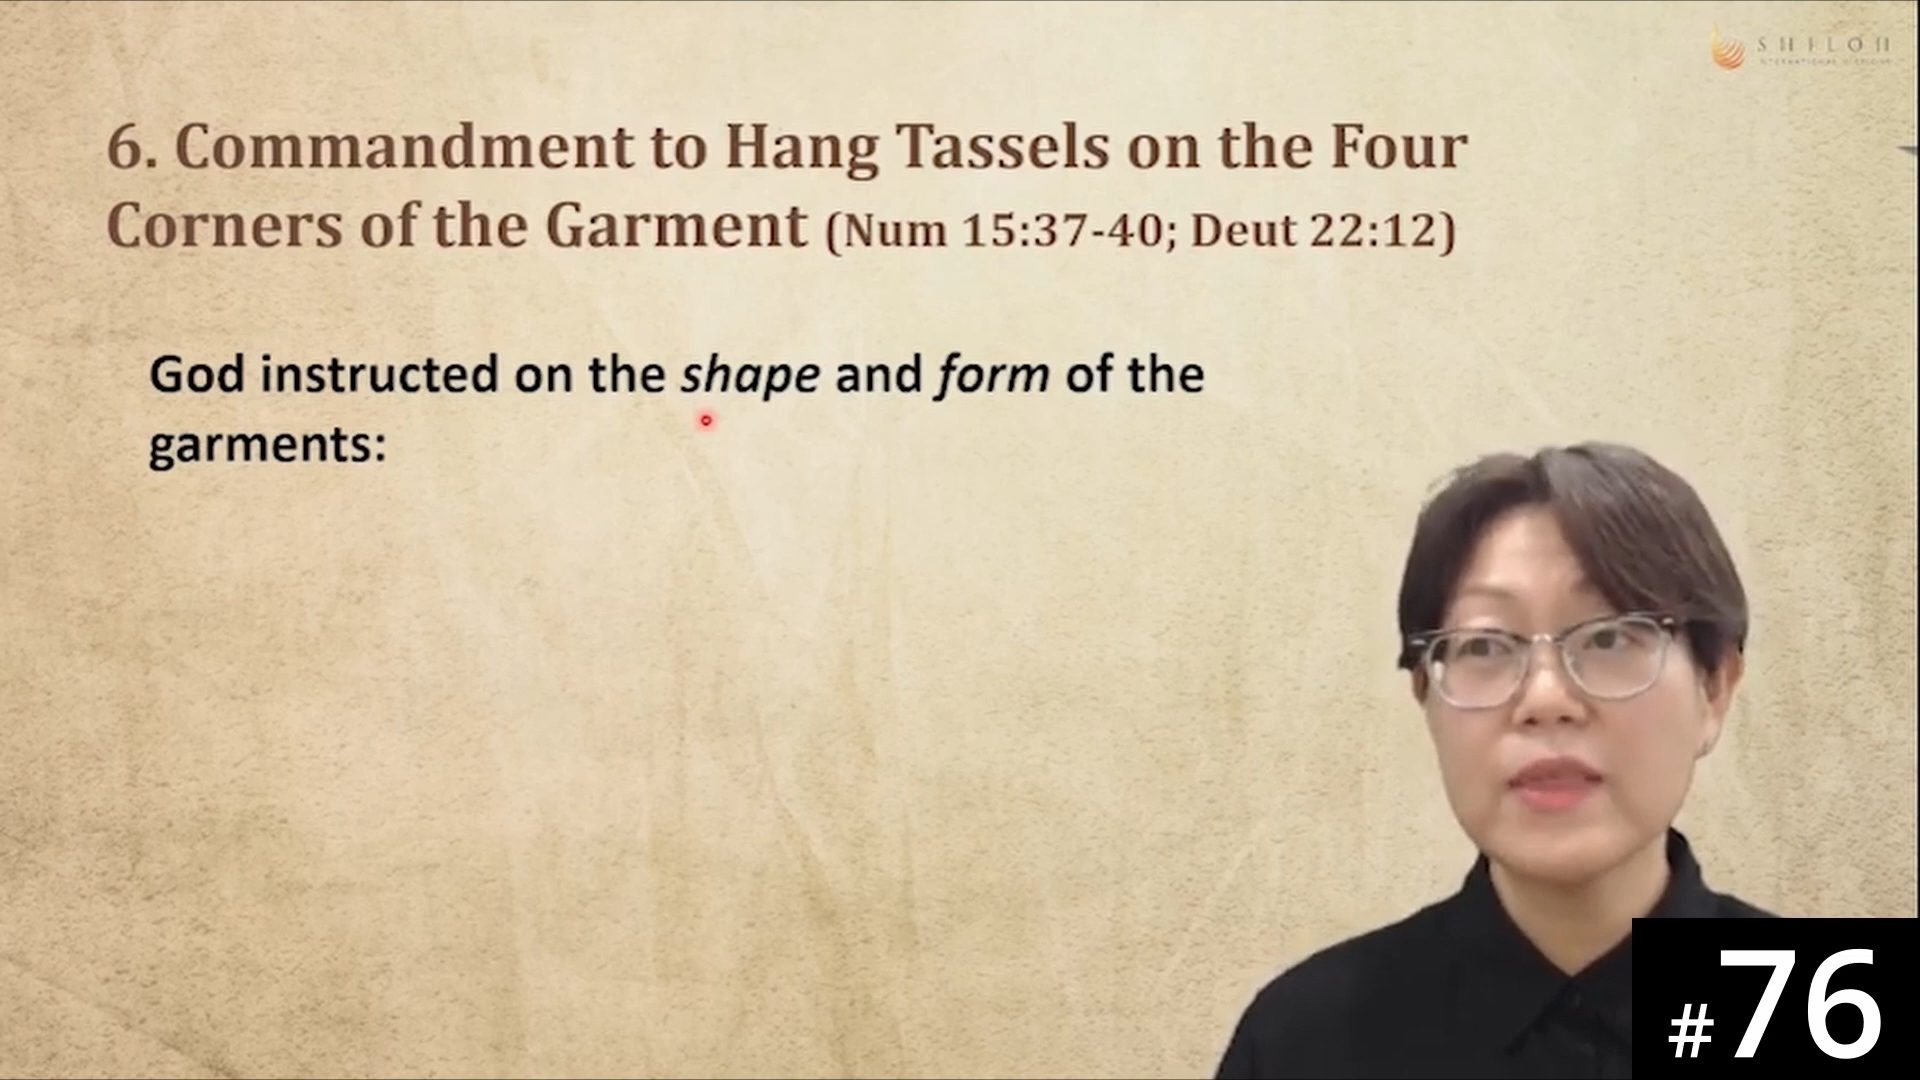 SHILOH
6. Commandment to Hang Tassels on the Four
Corners of the Garment (Num 15:37-40; Deut 22:12)
God instructed on the shape and form of the
garments:
#76